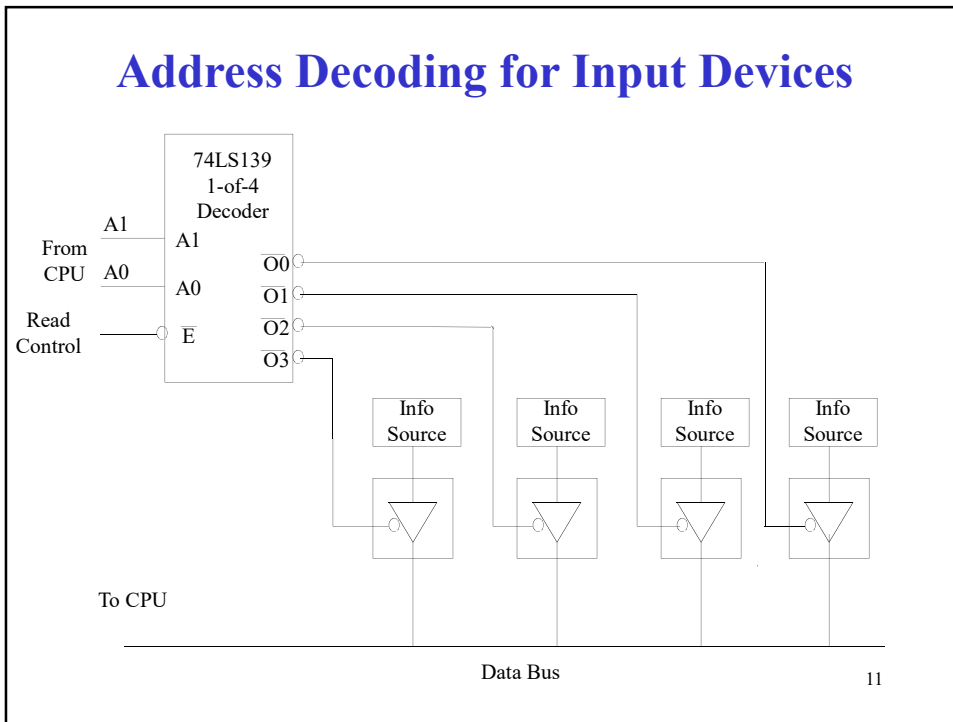 Address Decoding for Input Devices
74LS139
1-of-4
Decoder
A1
A1
From
CPU
A0
A0
O0
O1
Read
Control
E
O2
O3
Info
Source
Info
Source
Info
Source
Info
Source
To CPU
Data Bus
11